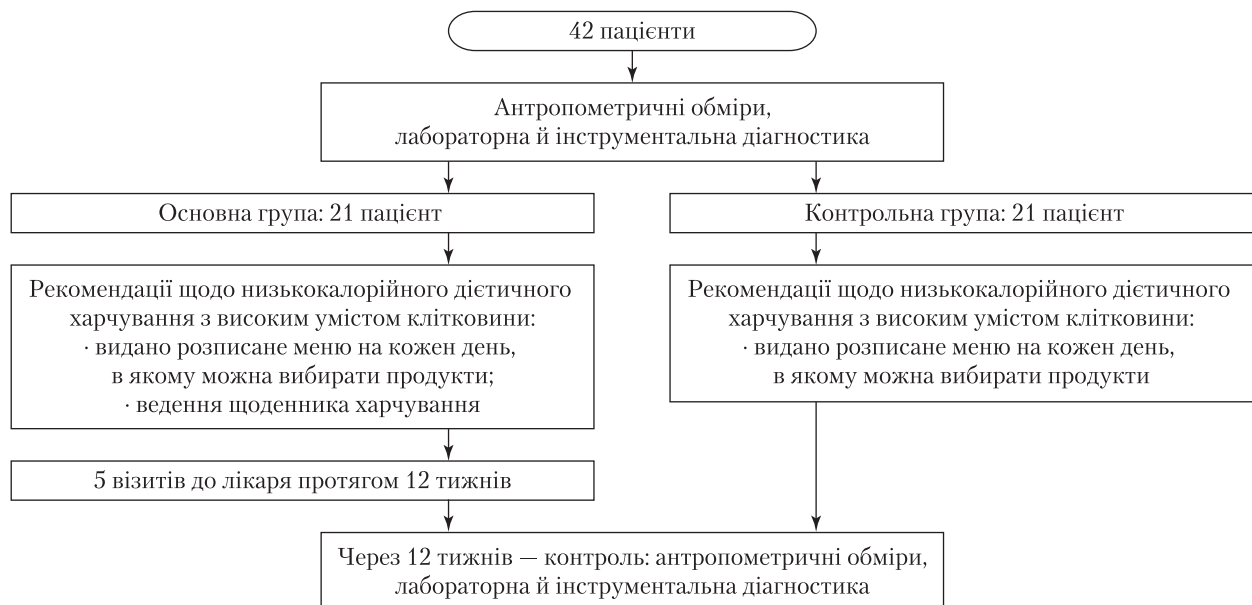 42 пацієнти
Антропометричні обміри,
лабораторна й інструментальна діагностика
Основна група: 21 пацієнт
Контрольна група: 21 пацієнт
Рекомендації щодо низькокалорійного дієтичного
харчування з високим умістом клітковини:
· видано розписане меню на кожен день,
в якому можна вибирати продукти;
· ведення щоденника харчування
Рекомендації щодо низькокалорійного дієтичного
харчування з високим умістом клітковини:
· видано розписане меню на кожен день,
в якому можна вибирати продукти
5 візитів до лікаря протягом 12 тижнів
Через 12 тижнів — контроль: антропометричні обміри,
лабораторна й інструментальна діагностика